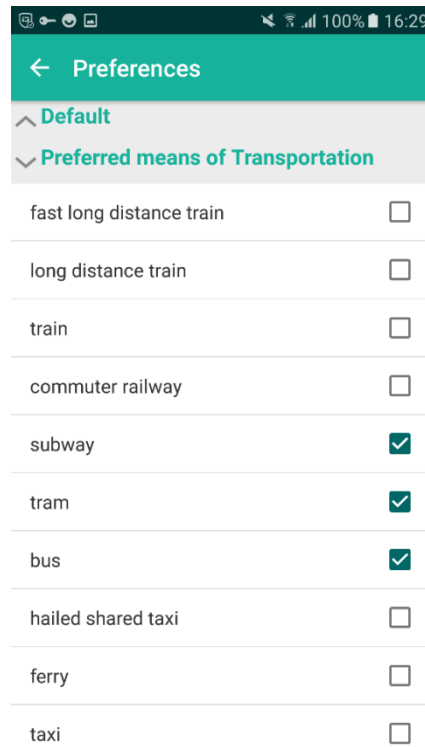 100% 16:29
Preferences
Default
Preferred means of Transportation
fast long distance train
long distance train
train
commuter railway
subway
tram
bus
hailed shared taxi
ferry
taxi